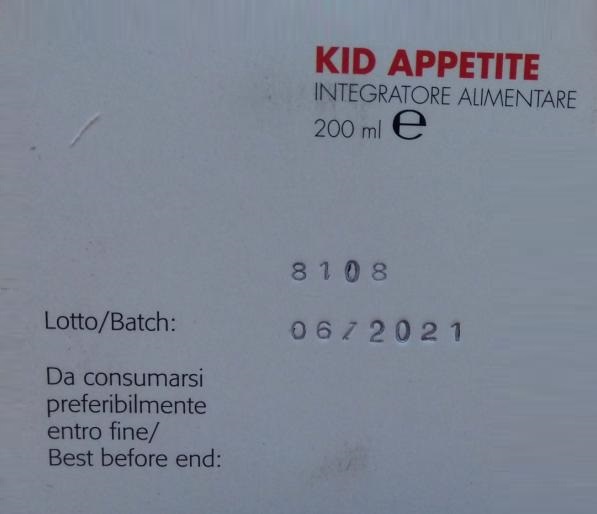 KID APPETITE
INTEGRATORE ALIMENTARE
200 ml ℮
8108
Lotto/Batch: 06/2021
Da consumarsi
preferibilmente
entro fine/
Best before end: